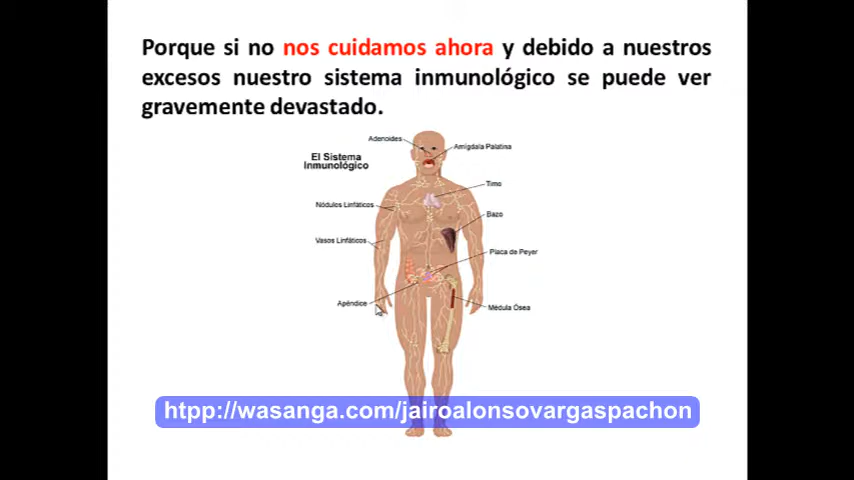 Porque si no nos cuidamos ahora y debido a nuestros
excesos nuestro sistema inmunológico se puede ver
gravemente devastado.
El Sistema
Inmunológico
Adenoides
Amígdala Palatina
Timo
Nódulos Linfáticos
Bazo
Vasos Linfáticos
Placa de Peyer
Apéndice
Médula Ósea
htpp://wasanga.com/jairoalonsovargaspachon